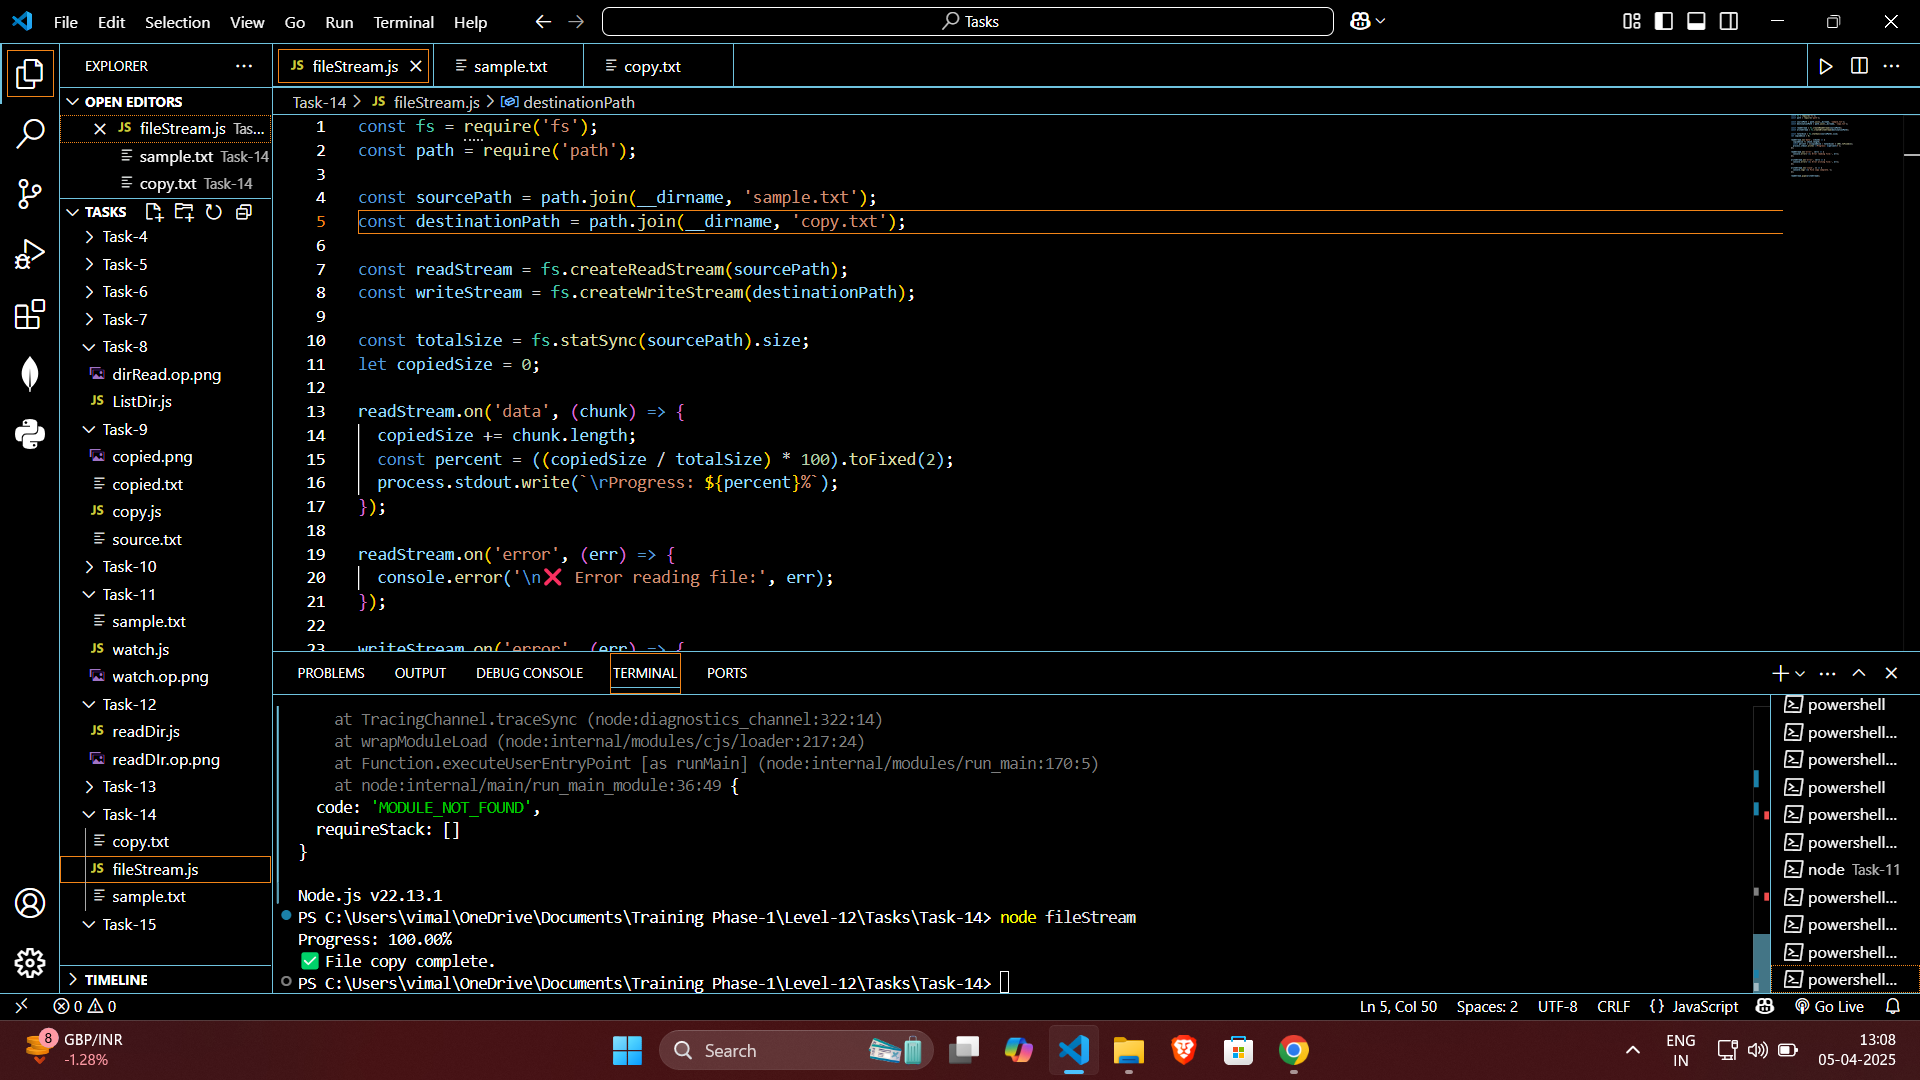 File Edit Selection View Go Run Terminal Help
Tasks
EXPLORER
OPEN EDITORS
JS fileStream.js Tas...
sample.txt Task-14
copy.txt Task-14
TASKS
Task-4
Task-5
Task-6
Task-7
Task-8
dirRead.op.png
JS ListDir.js
Task-9
copied.png
copied.txt
JS copy.js
source.txt
Task-10
Task-11
sample.txt
JS watch.js
watch.op.png
Task-12
JS readDir.js
readDIr.op.png
Task-13
Task-14
copy.txt
JS fileStream.js
sample.txt
Task-15
TIMELINE
JS fileStream.js
sample.txt
copy.txt
Task-14 > JS fileStream.js > destinationPath
1 const fs = require('fs');
2 const path = require('path');
3
4 const sourcePath = path.join(__dirname, 'sample.txt');
5 const destinationPath = path.join(__dirname, 'copy.txt');
6
7 const readStream = fs.createReadStream(sourcePath);
8 const writeStream = fs.createWriteStream(destinationPath);
9
10 const totalSize = fs.statSync(sourcePath).size;
11 let copiedSize = 0;
12
13 readStream.on('data', (chunk) => {
14 copiedSize += chunk.length;
15 const percent = ((copiedSize / totalSize) * 100).toFixed(2);
16 process.stdout.write(`\rProgress: ${percent}%`);
17 });
18
19 readStream.on('error', (err) => {
20 console.error('\n❌ Error reading file:', err);
21 });
22
23 writeStream.on('error', (err) => {
PROBLEMS OUTPUT DEBUG CONSOLE TERMINAL PORTS
at TracingChannel.traceSync (node:diagnostics_channel:322:14)
at wrapModuleLoad (node:internal/modules/cjs/loader:217:24)
at Function.executeUserEntryPoint [as runMain] (node:internal/modules/run_main:170:5)
at node:internal/main/run_main_module:36:49 {
code: 'MODULE_NOT_FOUND',
requireStack: []
}
Node.js v22.13.1
PS C:\Users\vimal\OneDrive\Documents\Training Phase-1\Level-12\Tasks\Task-14> node fileStream
Progress: 100.00%
✅ File copy complete.
PS C:\Users\vimal\OneDrive\Documents\Training Phase-1\Level-12\Tasks\Task-14>
powershell
powershell...
powershell...
powershell
powershell...
powershell...
node Task-11
powershell...
powershell...
powershell...
powershell...
0 0
Ln 5, Col 50 Spaces: 2 UTF-8 CRLF {} JavaScript Go Live
8
GBP/INR
-1.28%
Search
ENG
IN
13:08
05-04-2025